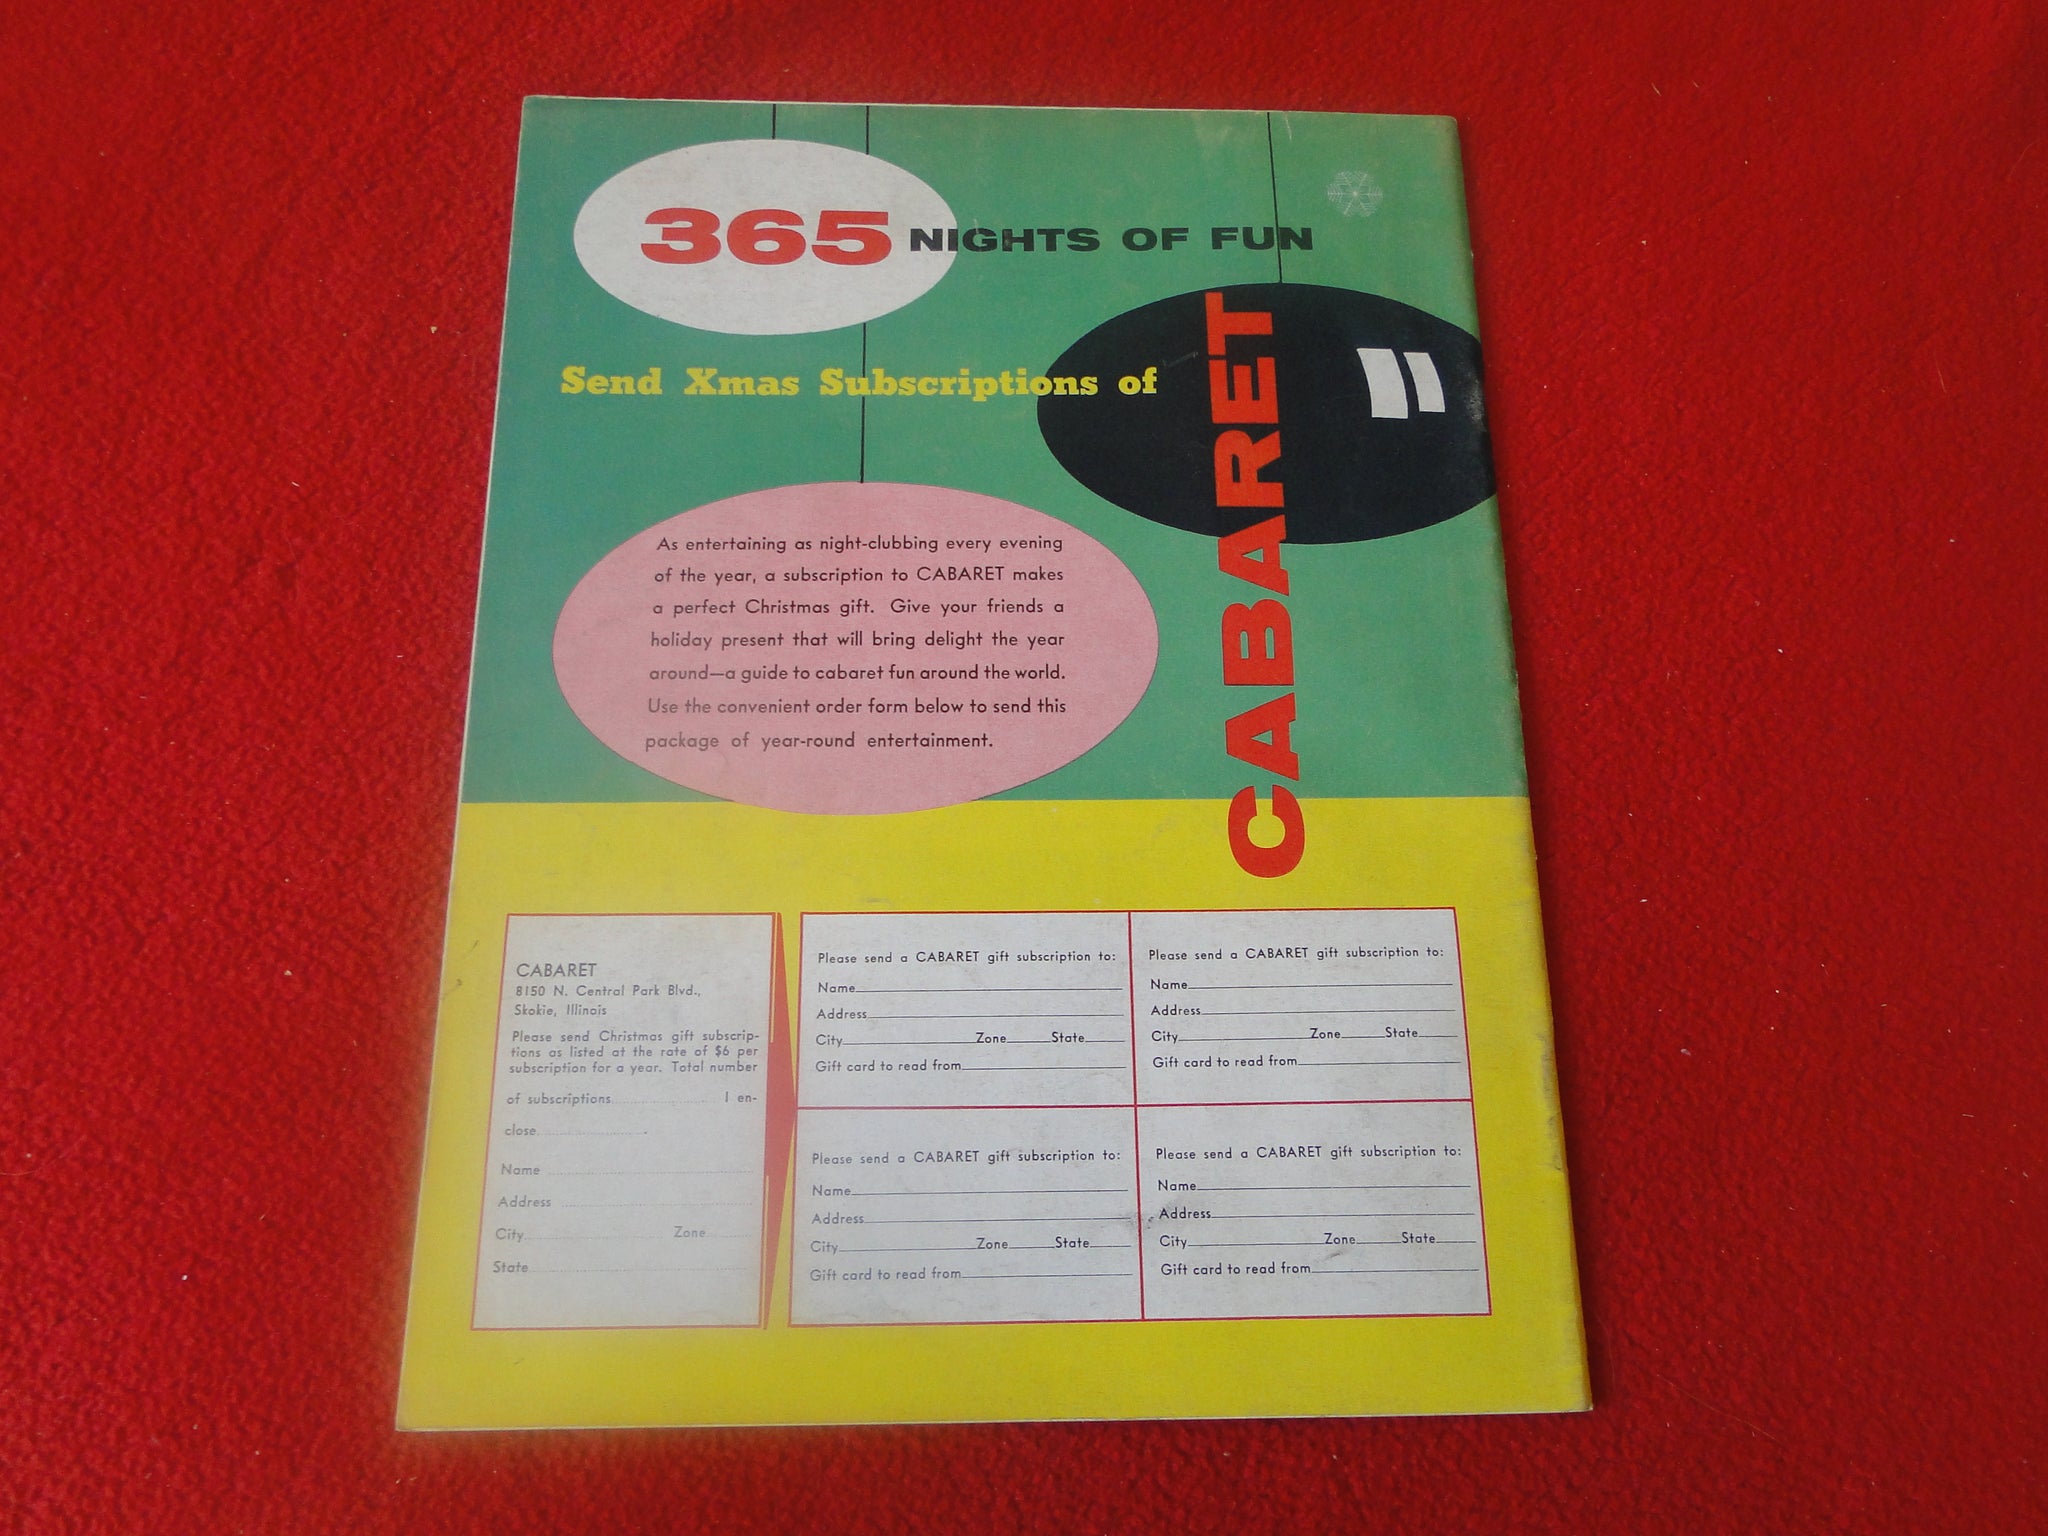 365 NIGHTS OF FUN
Send Xmas Subscriptions of
CABARET
As entertaining as night-clubbing every evening
of the year, a subscription to CABARET makes
a perfect Christmas gift. Give your friends a
holiday present that will bring delight the year
around—a guide to cabaret fun around the world.
Use the convenient order form below to send this
package of year-round entertainment.
CABARET
8150 N. Central Park Blvd.,
Skokie, Illinois
Please send Christmas gift subscrip-
tions as listed at the rate of $6 per
subscription for a year. Total number
of subscriptions I en-
close
Name
Address
City Zone
State
Please send a CABARET gift subscription to:
Name
Address
City Zone State
Gift card to read from
Please send a CABARET gift subscription to:
Name
Address
City Zone State
Gift card to read from
Please send a CABARET gift subscription to:
Name
Address
City Zone State
Gift card to read from
Please send a CABARET gift subscription to:
Name
Address
City Zone State
Gift card to read from